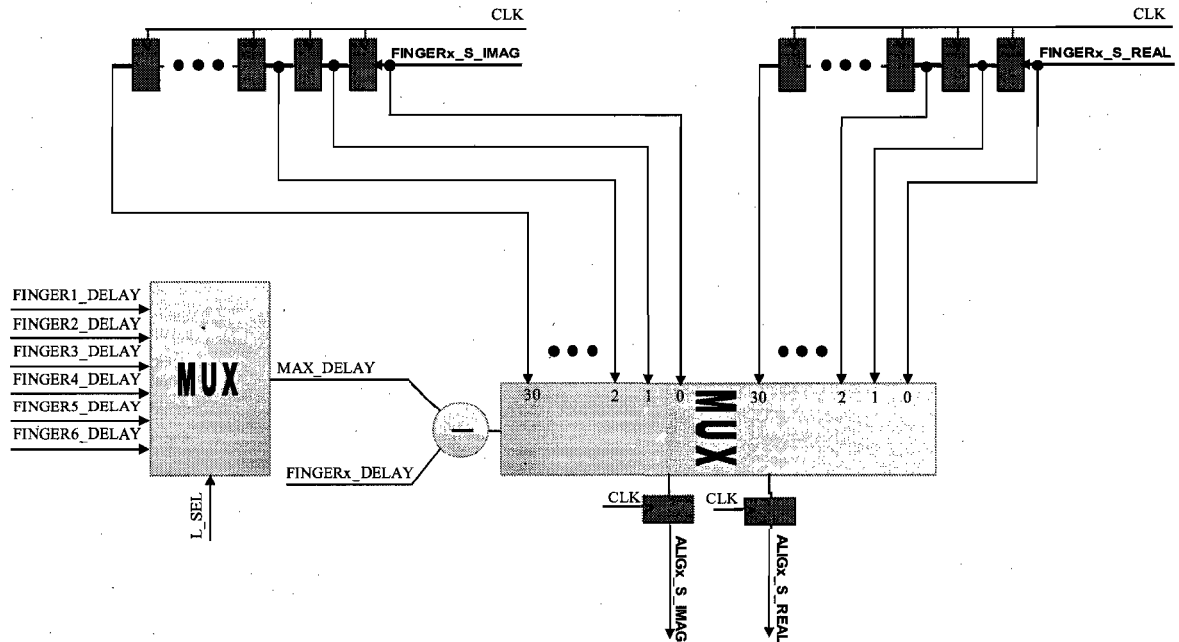 CLK
CLK
FINGERx_S_IMAG
FINGERx_S_REAL
FINGER1_DELAY
FINGER2_DELAY
FINGER3_DELAY
FINGER4_DELAY
FINGER5_DELAY
FINGER6_DELAY
MUX
MAX_DELAY
FINGERx_DELAY
L_SEL
30 2 1 0
MUX
30 2 1 0
CLK
CLK
ALIGx_S_IMAG
ALIGx_S_REAL